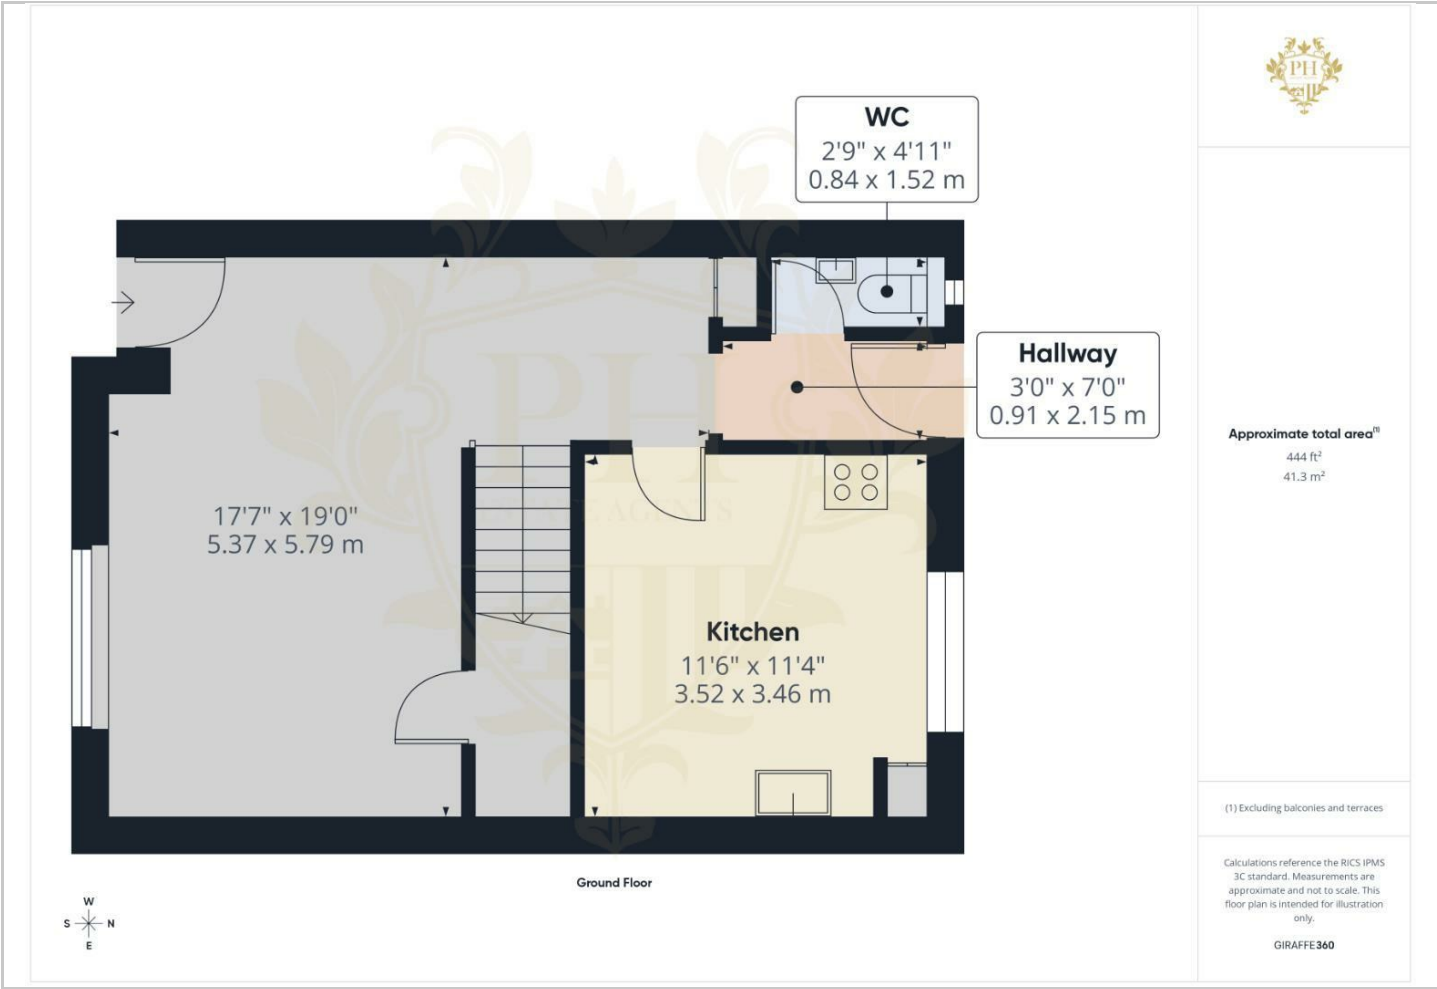 PH
WC
2'9" x 4'11"
0.84 x 1.52 m
Hallway
3'0" x 7'0"
0.91 x 2.15 m
PH
ESTATE AGENTS
17'7" x 19'0"
5.37 x 5.79 m
Kitchen
11'6" x 11'4"
3.52 x 3.46 m
Ground Floor
W
S N
E
Approximate total area(1)
444 ft²
41.3 m²
(1) Excluding balconies and terraces
Calculations reference the RICS IPMS
3C standard. Measurements are
approximate and not to scale. This
floor plan is intended for illustration
only.
GIRAFFE360